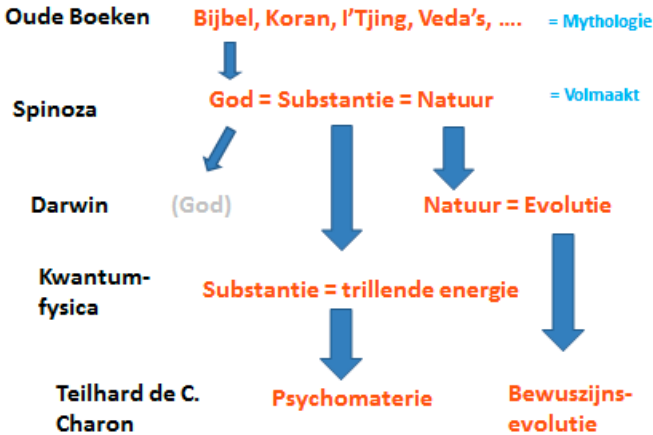 Oude Boeken Bijbel, Koran, I'Tjing, Veda's, .... = Mythologie
Spinoza God = Substantie = Natuur = Volmaakt
Darwin (God) Natuur = Evolutie
Kwantum-
fysica Substantie = trillende energie
Teilhard de C. Psychomaterie Bewuszijns-
Charon evolutie